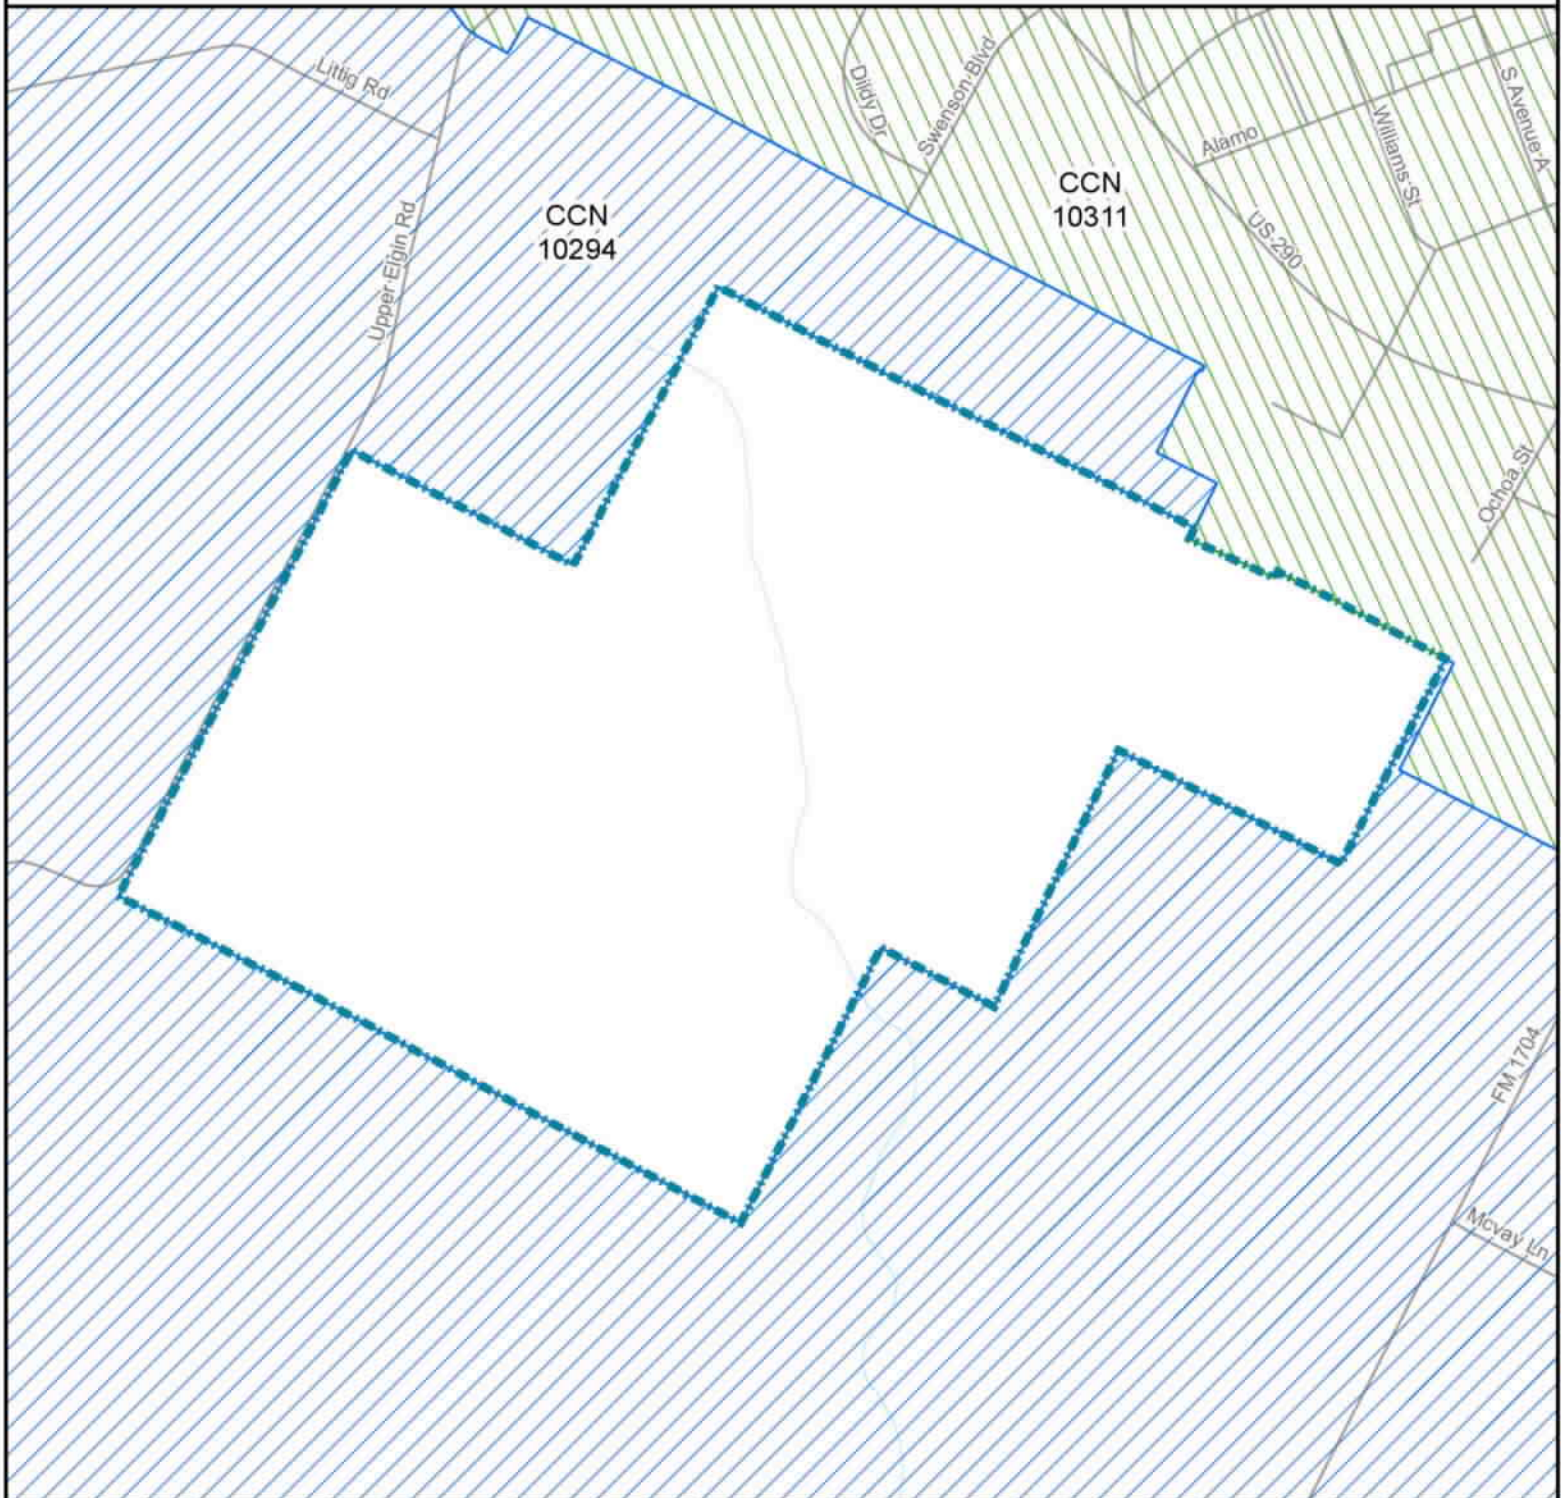 Littig Rd
Dildy Dr
Swenson Blvd
Alamo
Williams St
S Avenue A
CCN
10311
CCN
10294
Upper Elgin Rd
US 290
Ochoa St
FM 1704
Mcvay Ln